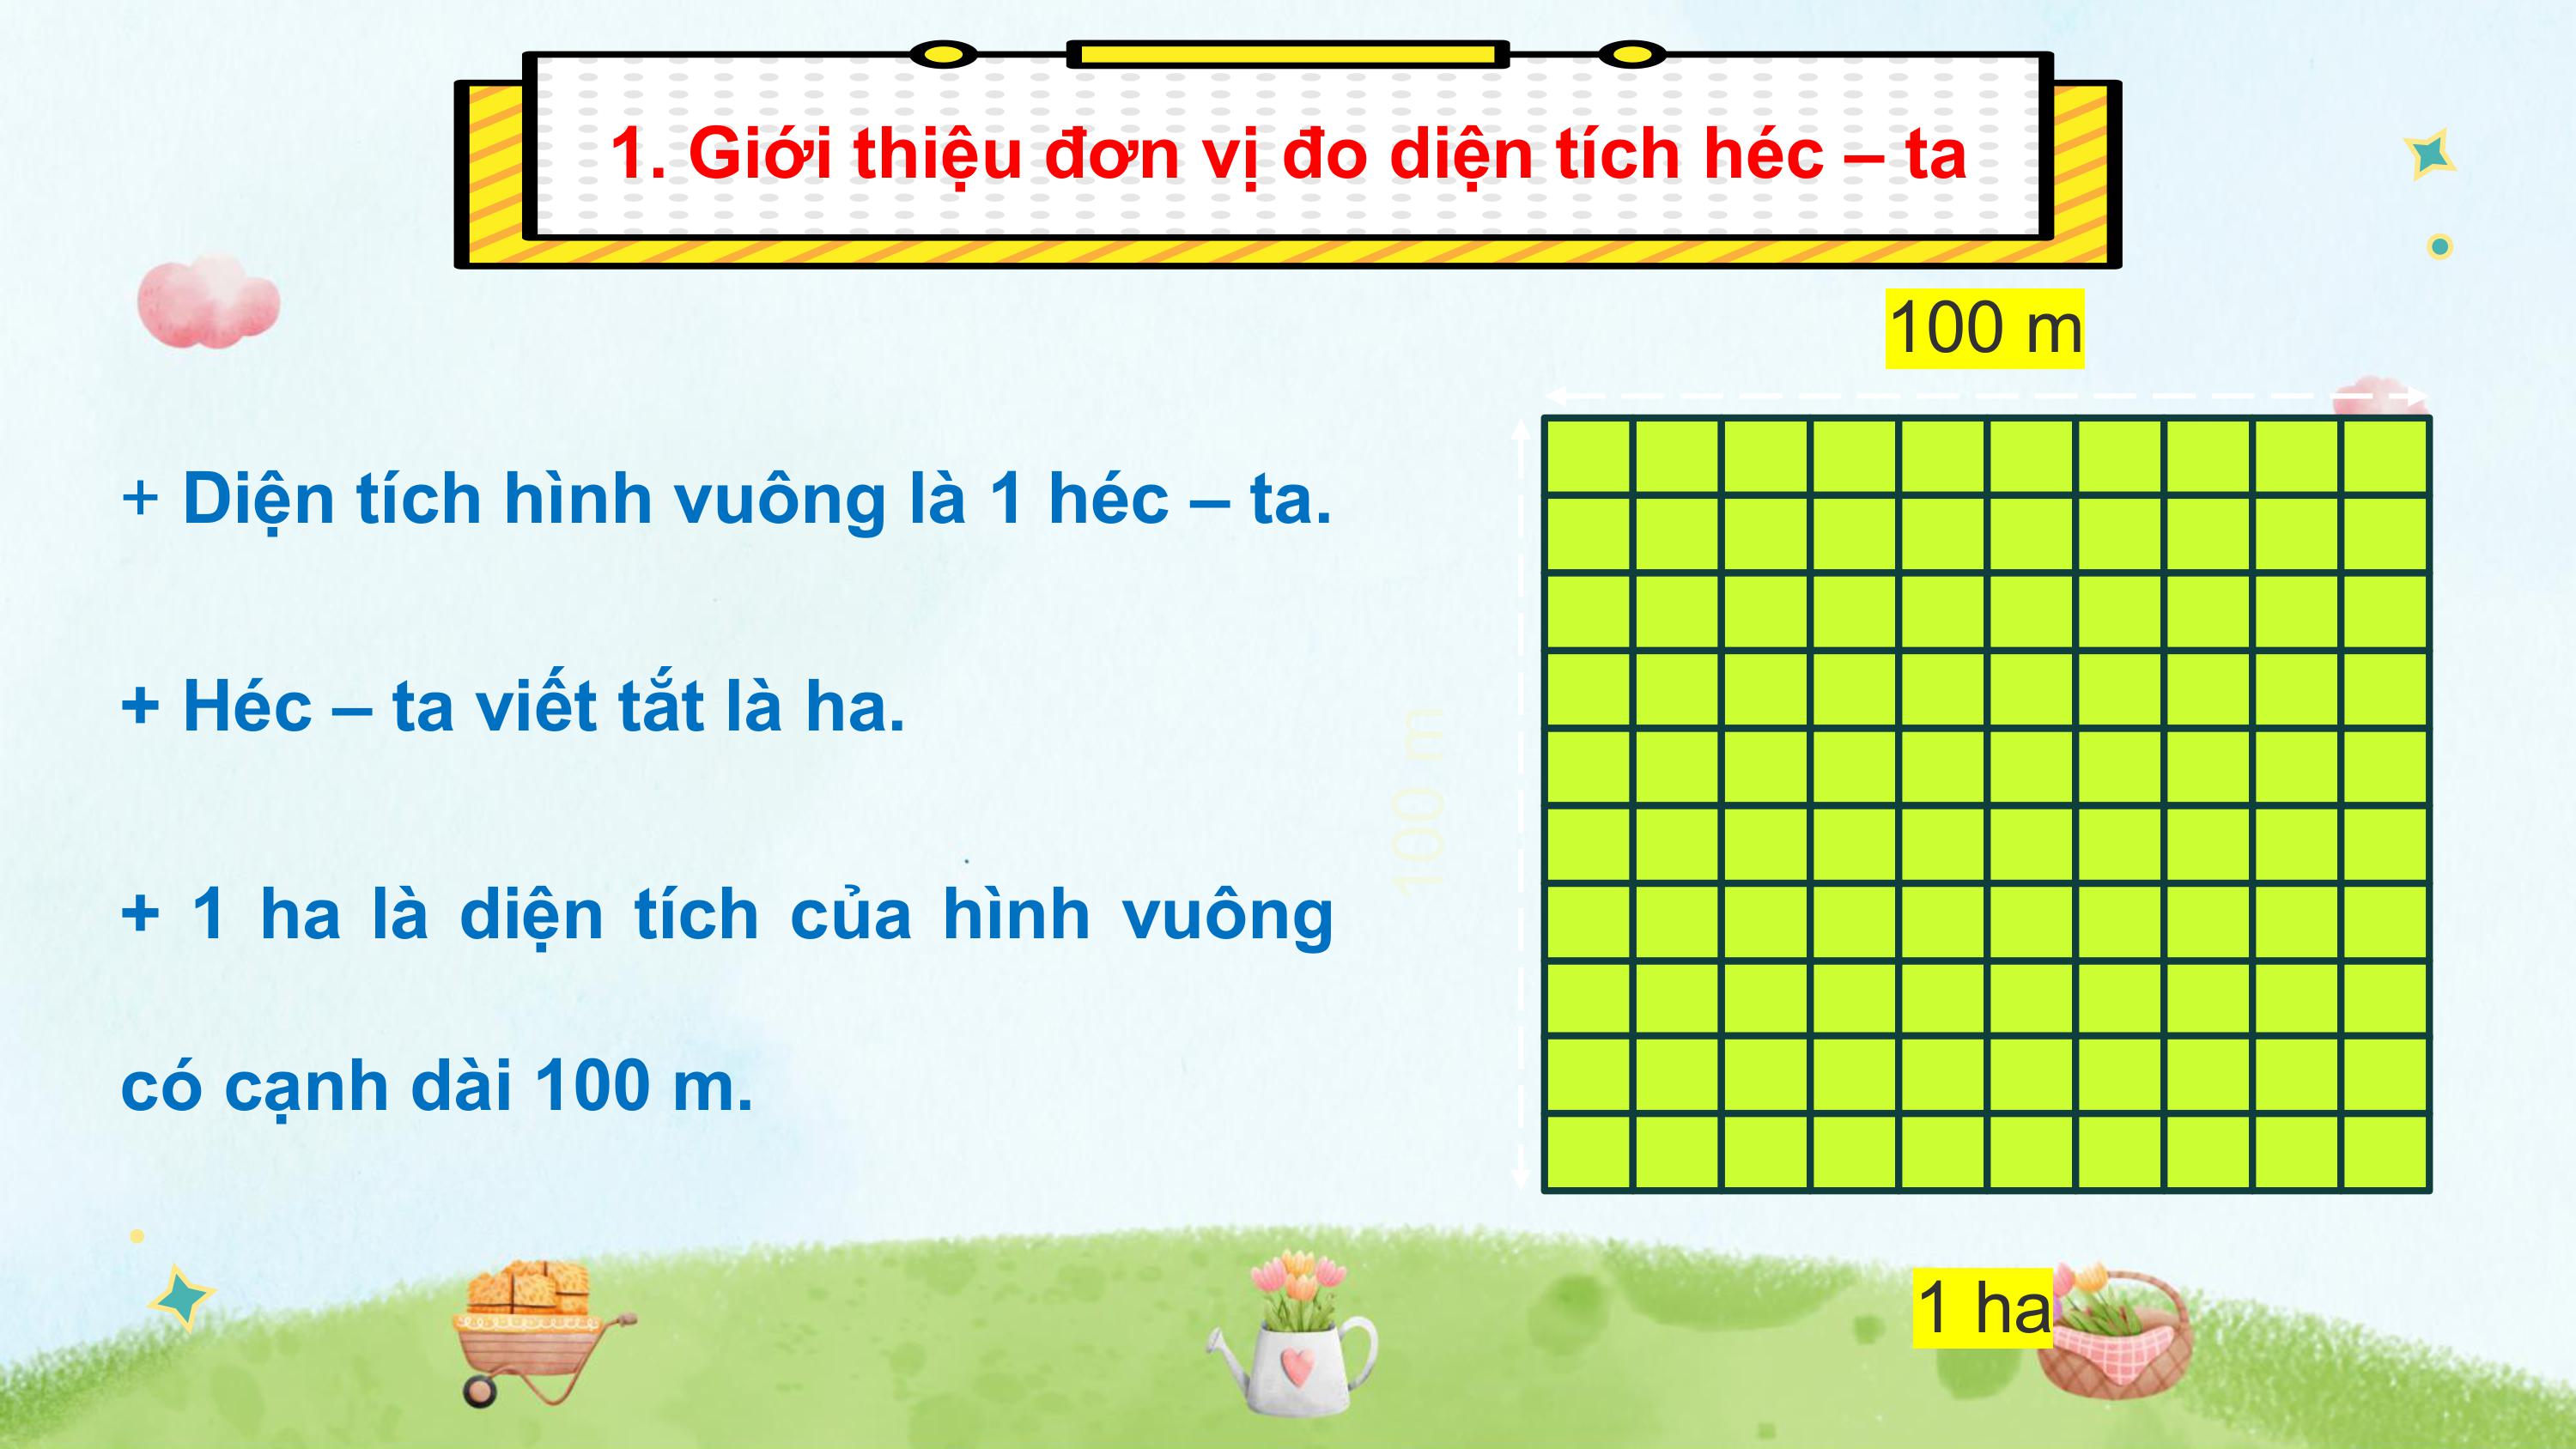 1. Giới thiệu đơn vị đo diện tích héc – ta
100 m
+ Diện tích hình vuông là 1 héc – ta.
+ Héc – ta viết tắt là ha.
100 m
+ 1 ha là diện tích của hình vuông
có cạnh dài 100 m.
1 ha